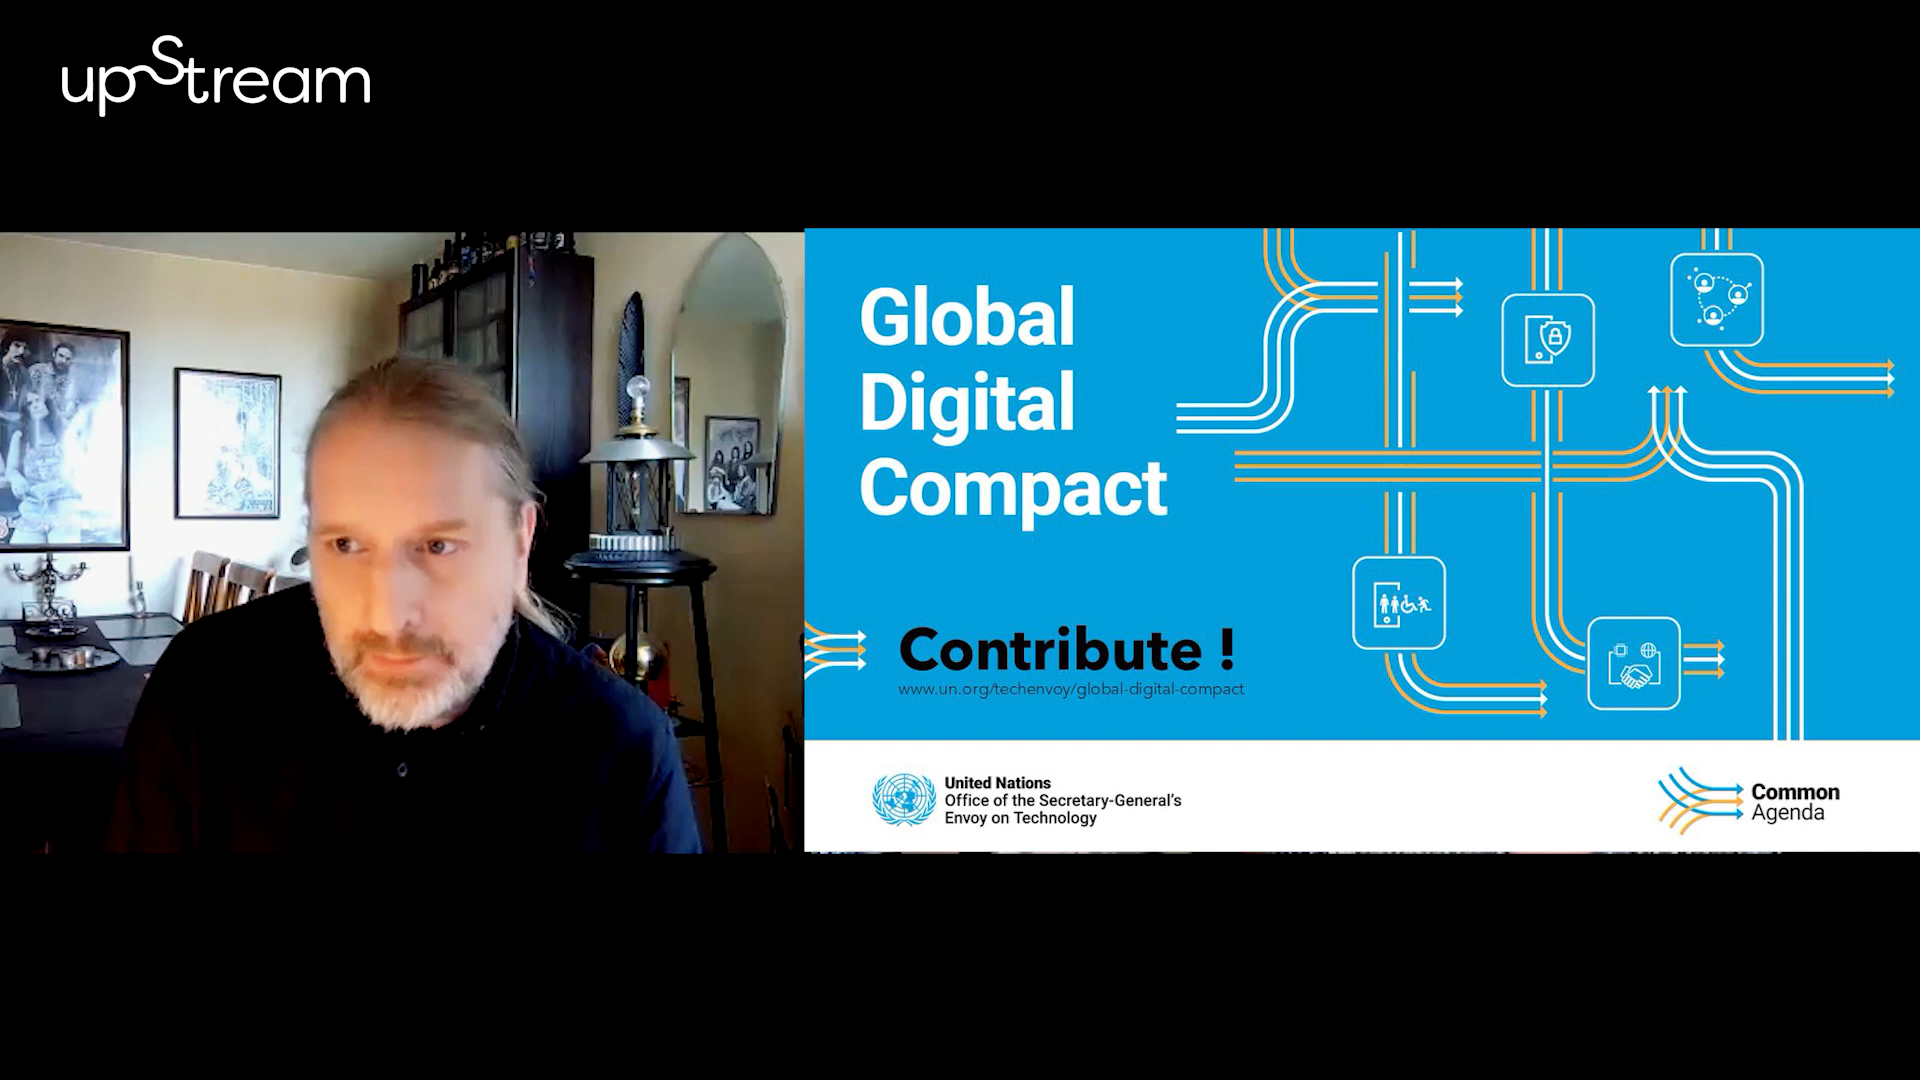 upStream
Global
Digital
Compact
Contribute !
www.un.org/techenvoy/global-digital-compact
United Nations
Office of the Secretary-General's
Envoy on Technology
Common
Agenda